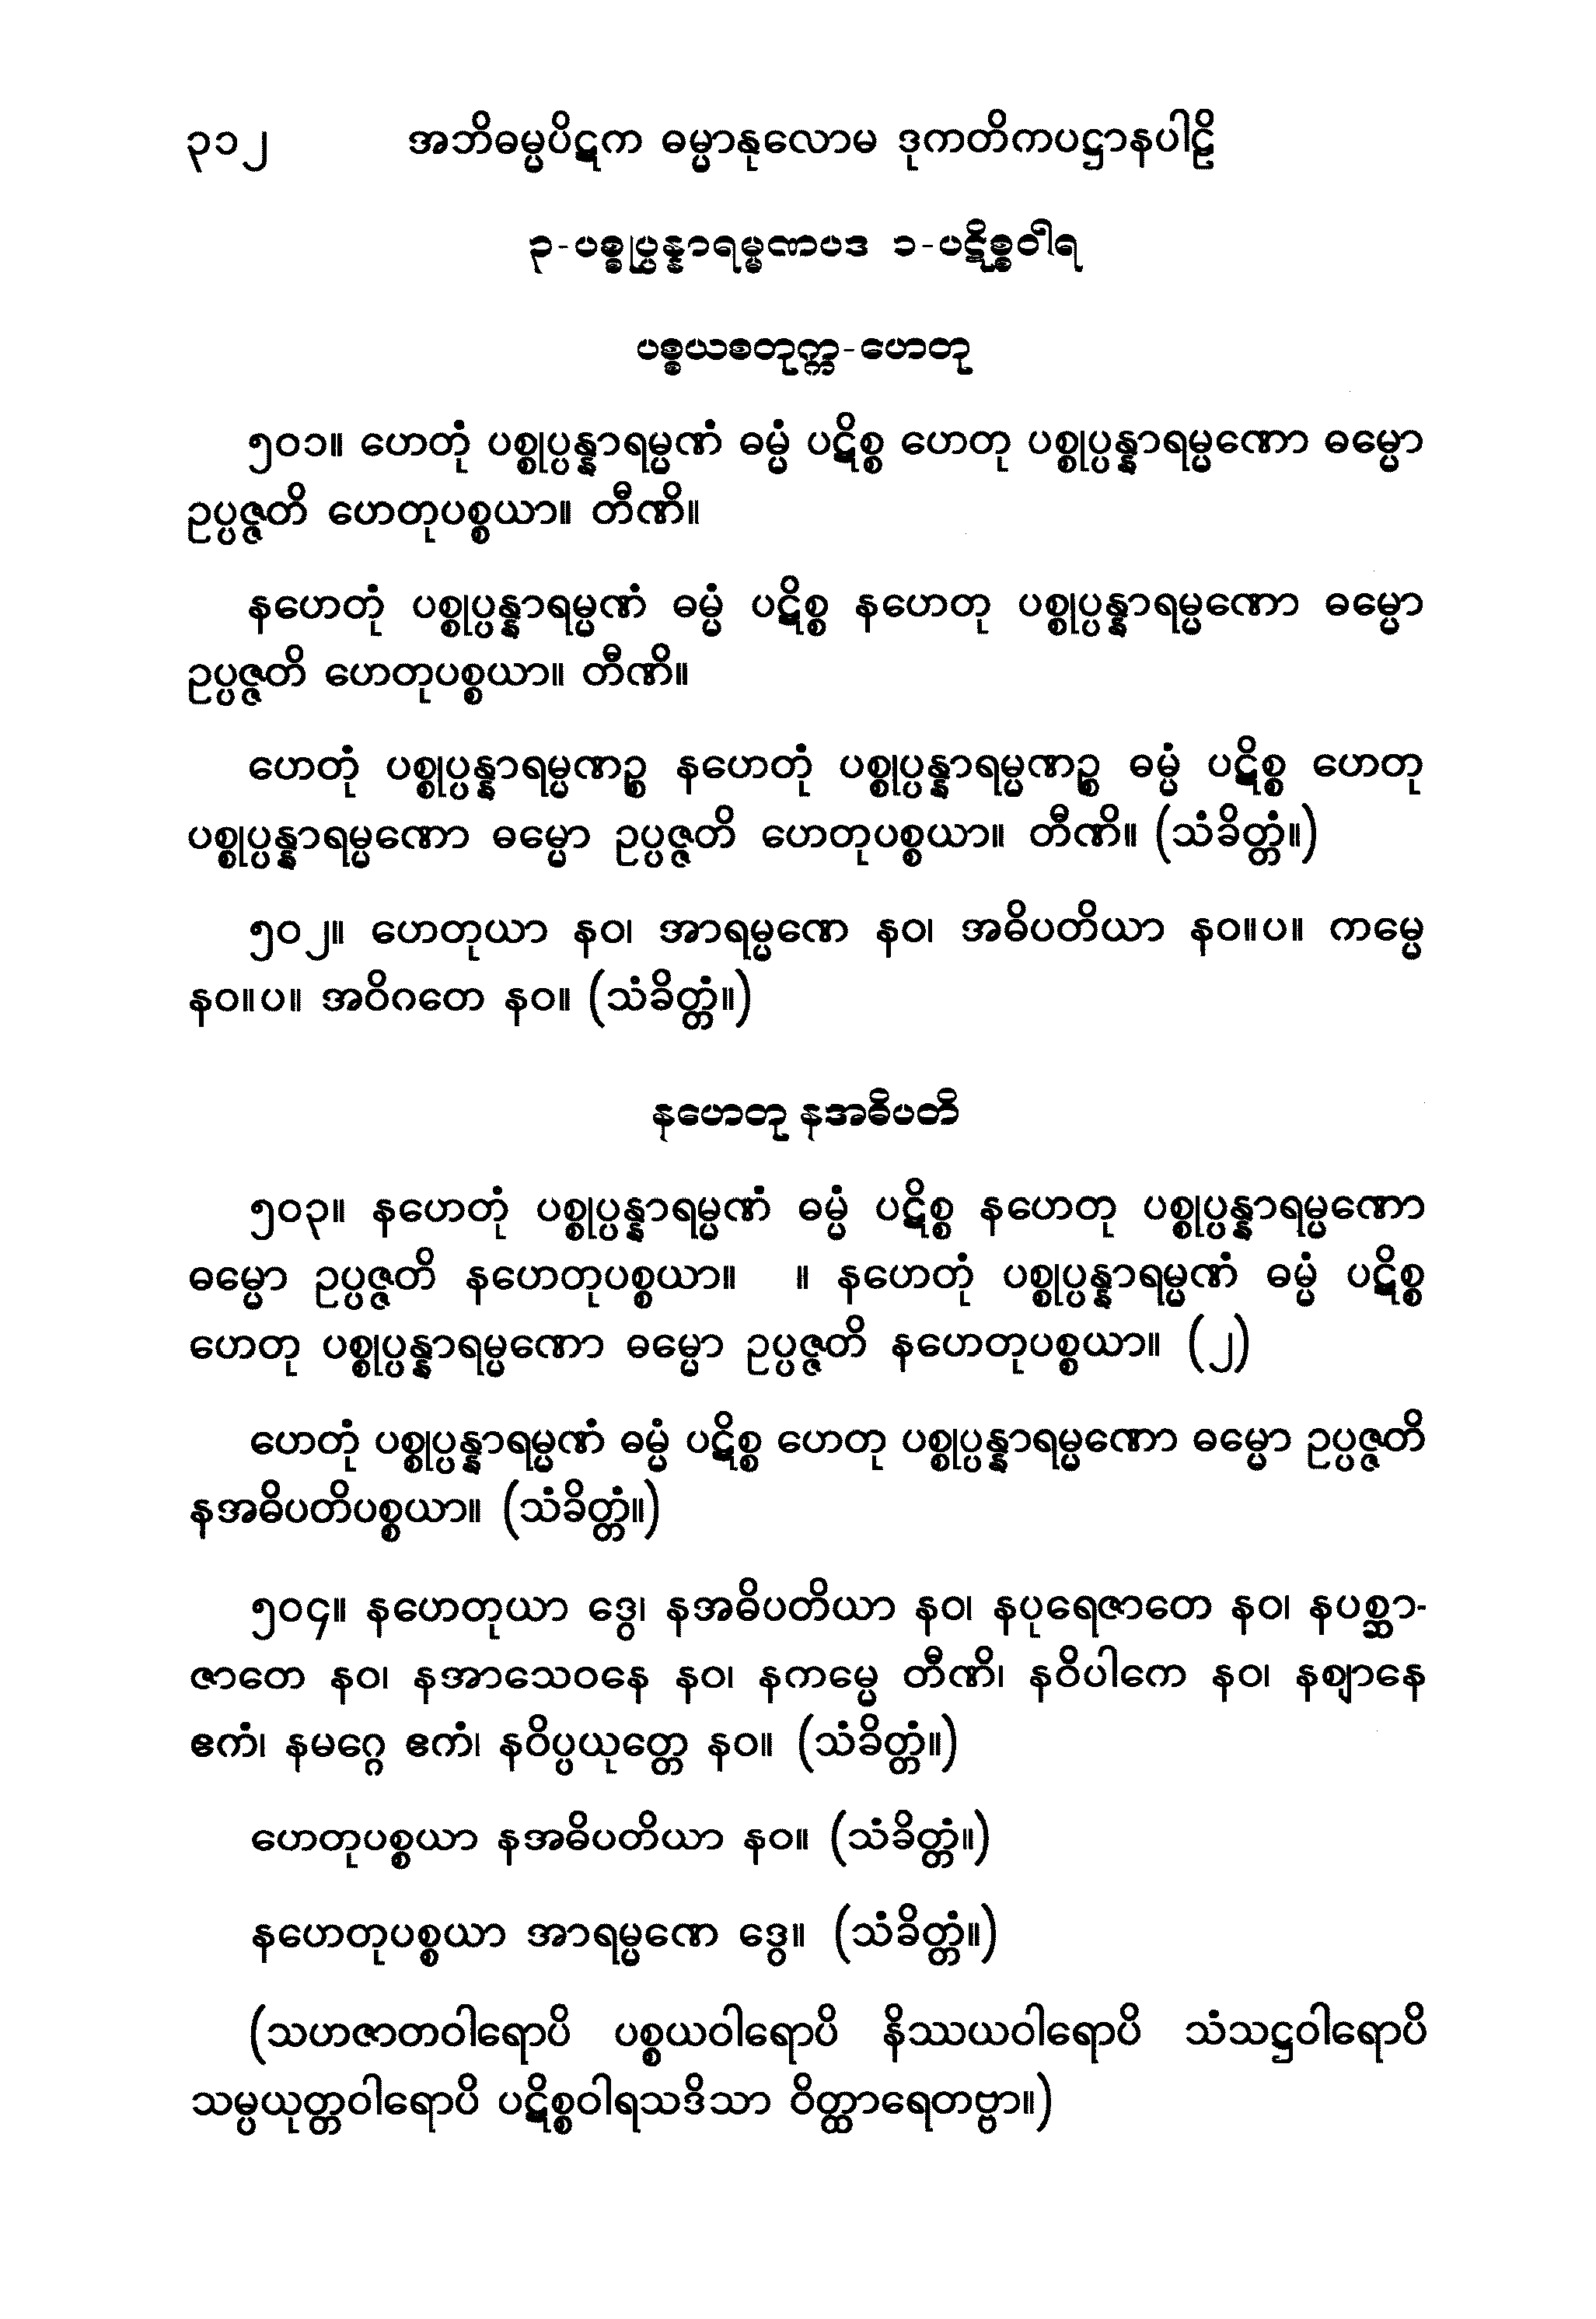 ၃၁၂ အဘိဓမ္မပိဋက ဓမ္မာနုလောမ ဒုကတိကပဋ္ဌာနပါဠိ
၃-ပစ္စုပ္ပန္နာရမ္မဏပဒ ၁-ပဋိစ္စဝါရ
ပစ္စယစတုက္က-ဟေတု
၅၀၁။ ဟေတုံ ပစ္စုပ္ပန္နာရမ္မဏံ ဓမ္မံ ပဋိစ္စ ဟေတု ပစ္စုပ္ပန္နာရမ္မဏော ဓမ္မော
ဥပ္ပဇ္ဇတိ ဟေတုပစ္စယာ။ တီဏိ။
နဟေတုံ ပစ္စုပ္ပန္နာရမ္မဏံ ဓမ္မံ ပဋိစ္စ နဟေတု ပစ္စုပ္ပန္နာရမ္မဏော ဓမ္မော
ဥပ္ပဇ္ဇတိ ဟေတုပစ္စယာ။ တီဏိ။
ဟေတုံ ပစ္စုပ္ပန္နာရမ္မဏဉ္စ နဟေတုံ ပစ္စုပ္ပန္နာရမ္မဏဉ္စ ဓမ္မံ ပဋိစ္စ ဟေတု
ပစ္စုပ္ပန္နာရမ္မဏော ဓမ္မော ဥပ္ပဇ္ဇတိ ဟေတုပစ္စယာ။ တီဏိ။ (သံခိတ္တံ။)
၅၀၂။ ဟေတုယာ နဝ၊ အာရမ္မဏေ နဝ၊ အဓိပတိယာ နဝ။ပ။ ကမ္မေ
နဝ။ပ။ အဝိဂတေ နဝ။ (သံခိတ္တံ။)
နဟေတု နအဓိပတိ
၅၀၃။ နဟေတုံ ပစ္စုပ္ပန္နာရမ္မဏံ ဓမ္မံ ပဋိစ္စ နဟေတု ပစ္စုပ္ပန္နာရမ္မဏော
ဓမ္မော ဥပ္ပဇ္ဇတိ နဟေတုပစ္စယာ။ ။ နဟေတုံ ပစ္စုပ္ပန္နာရမ္မဏံ ဓမ္မံ ပဋိစ္စ
ဟေတု ပစ္စုပ္ပန္နာရမ္မဏော ဓမ္မော ဥပ္ပဇ္ဇတိ နဟေတုပစ္စယာ။ (၂)
ဟေတုံ ပစ္စုပ္ပန္နာရမ္မဏံ ဓမ္မံ ပဋိစ္စ ဟေတု ပစ္စုပ္ပန္နာရမ္မဏော ဓမ္မော ဥပ္ပဇ္ဇတိ
နအဓိပတိပစ္စယာ။ (သံခိတ္တံ။)
၅၀၄။ နဟေတုယာ ဒွေ၊ နအဓိပတိယာ နဝ၊ နပုရေဇာတေ နဝ၊ နပစ္ဆာ-
ဇာတေ နဝ၊ နအာသေဝနေ နဝ၊ နကမ္မေ တီဏိ၊ နဝိပါကေ နဝ၊ နဈာနေ
ဧကံ၊ နမဂ္ဂေ ဧကံ၊ နဝိပ္ပယုတ္တေ နဝ။ (သံခိတ္တံ။)
ဟေတုပစ္စယာ နအဓိပတိယာ နဝ။ (သံခိတ္တံ။)
နဟေတုပစ္စယာ အာရမ္မဏေ ဒွေ။ (သံခိတ္တံ။)
(သဟဇာတဝါရောပိ ပစ္စယဝါရောပိ နိဿယဝါရောပိ သံသဋ္ဌဝါရောပိ
သမ္ပယုတ္တဝါရောပိ ပဋိစ္စဝါရသဒိသာ ဝိတ္ထာရေတဗ္ဗာ။)